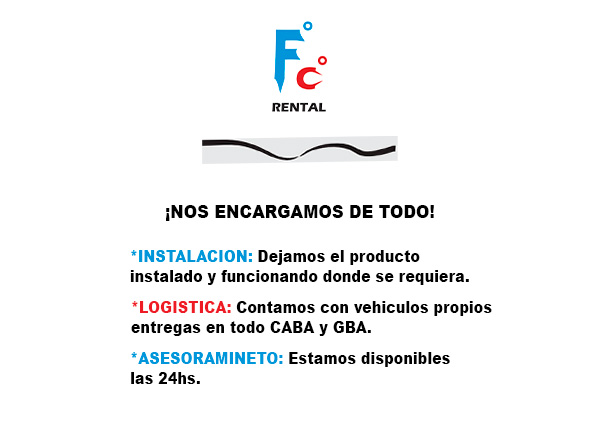 F°
C°
RENTAL
¡NOS ENCARGAMOS DE TODO!
*INSTALACION: Dejamos el producto
instalado y funcionando donde se requiera.
*LOGISTICA: Contamos con vehiculos propios
entregas en todo CABA y GBA.
*ASESORAMINETO: Estamos disponibles
las 24hs.